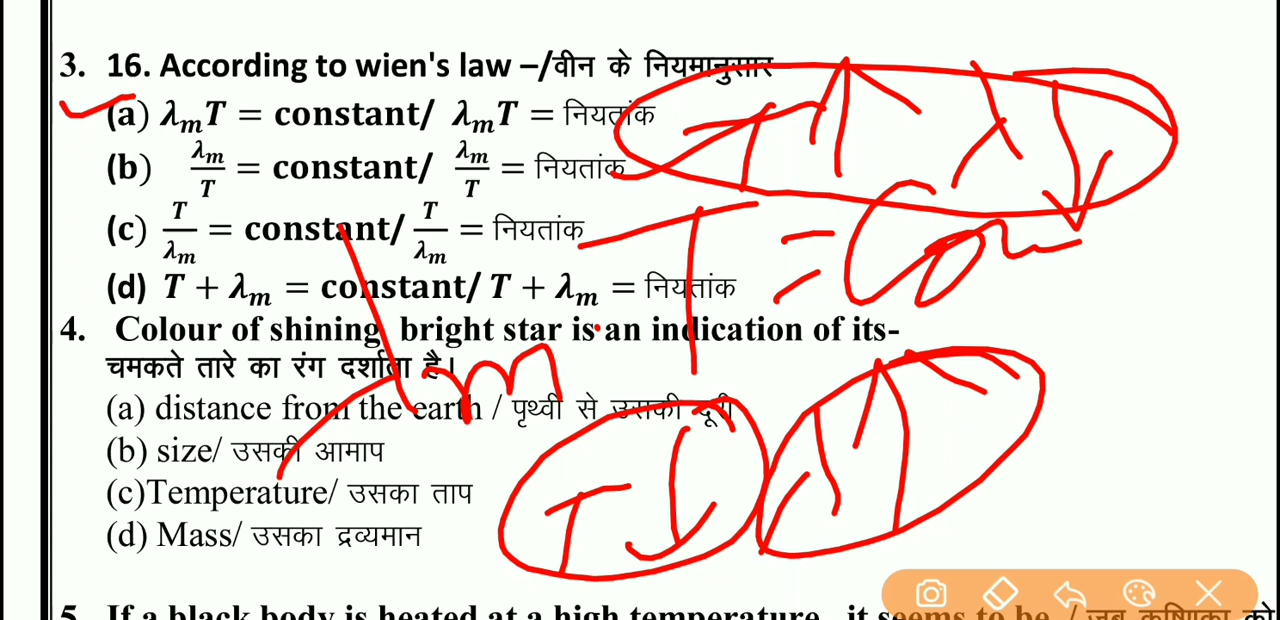 3. 16. According to wien's law –/वीन के नियमानुसार
(a) λₘT = constant/ λₘT = नियतांक
(b) λₘ/T = constant/ λₘ/T = नियतांक
(c) T/λₘ = constant/ T/λₘ = नियतांक
(d) T + λₘ = constant/ T + λₘ = नियतांक
λm T = Con
T↑ λ↓
4. Colour of shining bright star is an indication of its-
चमकते तारे का रंग दर्शाता है।
(a) distance from the earth / पृथ्वी से उसकी दूरी
(b) size/ उसकी आमाप
(c)Temperature/ उसका ताप
(d) Mass/ उसका द्रव्यमान
T↓ λ↑
5. If a black body is heated at a high temperature, it seems to be / जब कृष्णिका को